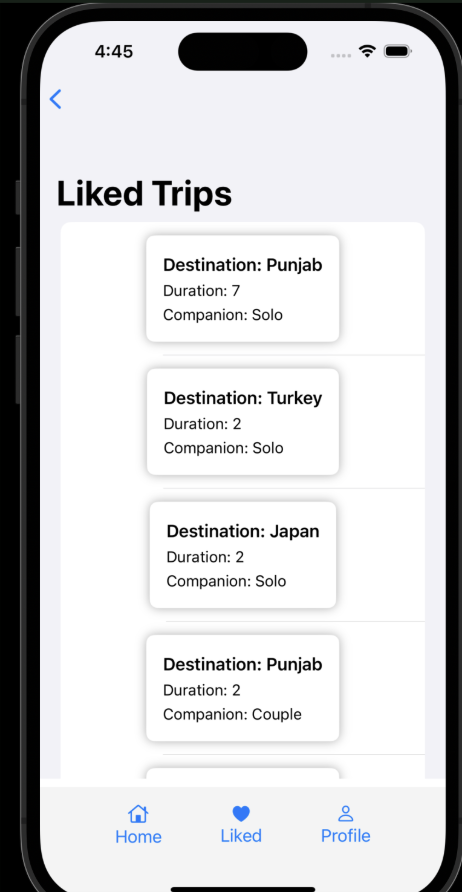 4:45
Liked Trips
Destination: Punjab
Duration: 7
Companion: Solo
Destination: Turkey
Duration: 2
Companion: Solo
Destination: Japan
Duration: 2
Companion: Solo
Destination: Punjab
Duration: 2
Companion: Couple
Home
Liked
Profile